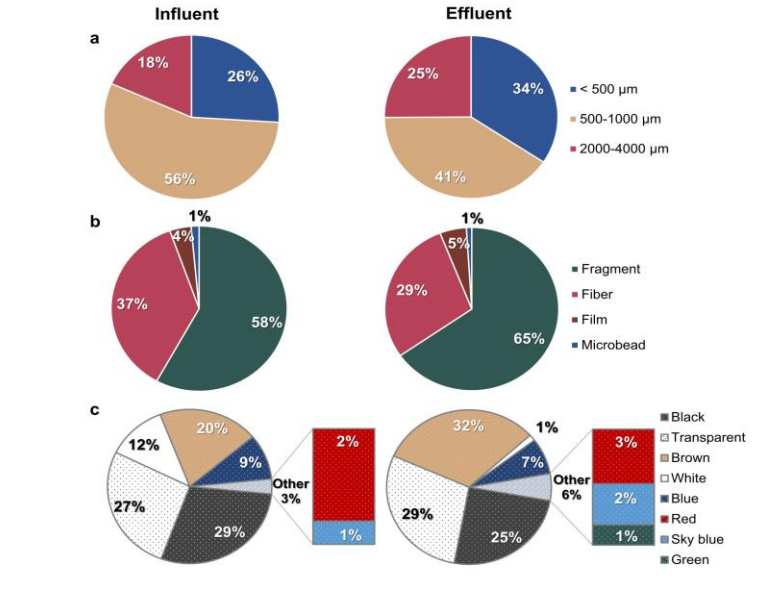 Influent
Effluent
a
18%
26%
56%
25%
34%
41%
< 500 µm
500-1000 µm
2000-4000 µm
b
1%
4%
37%
58%
1%
5%
29%
65%
Fragment
Fiber
Film
Microbead
c
20%
12%
9%
27%
29%
Other
3%
2%
1%
32%
1%
7%
29%
25%
Other
6%
3%
2%
1%
Black
Transparent
Brown
White
Blue
Red
Sky blue
Green